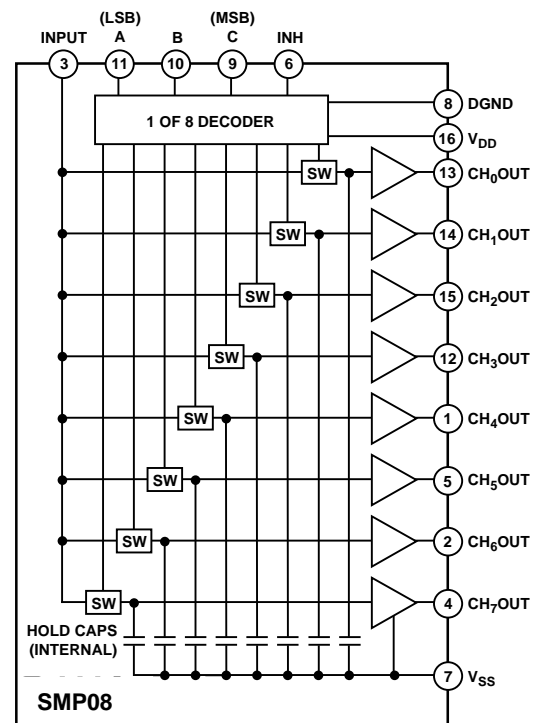 (LSB) (MSB)
INPUT A B C INH
3 11 10 9 6
8 DGND
1 OF 8 DECODER
16 VDD
SW 13 CH0OUT
SW 14 CH1OUT
SW 15 CH2OUT
SW 12 CH3OUT
SW 1 CH4OUT
SW 5 CH5OUT
SW 2 CH6OUT
SW 4 CH7OUT
HOLD CAPS
(INTERNAL)
7 VSS
SMP08